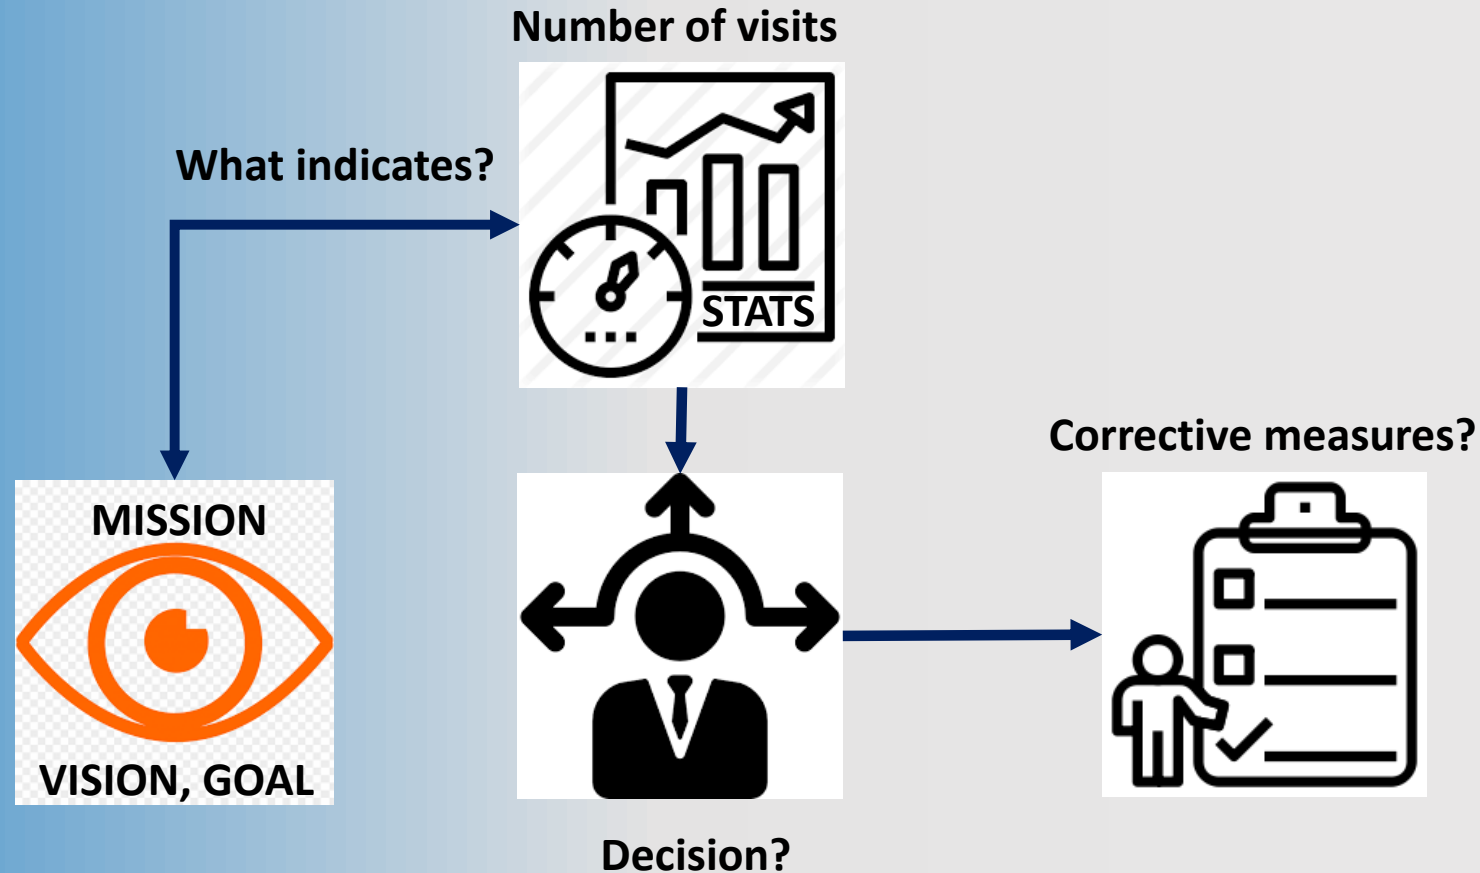 Number of visits
What indicates?
STATS
Corrective measures?
MISSION
VISION, GOAL
Decision?